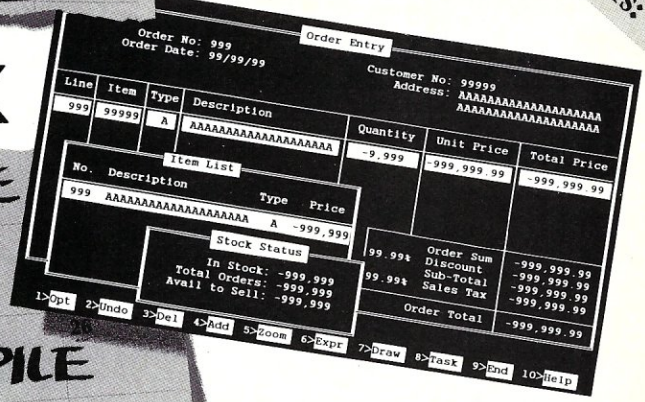 Order Entry
Order No: 999
Order Date: 99/99/99
Customer No: 99999
Address: AAAAAAAAAAAAAAAAAAAA
AAAAAAAAAAAAAAAAAAAA
Line Item Type Description Quantity Unit Price Total Price
999 99999 A AAAAAAAAAAAAAAAAAAAA -9,999 -999,999.99 -999,999.99
Item List
No. Description Type Price
999 AAAAAAAAAAAAAAAAAAAA A -999,999
Stock Status
In Stock: -999,999
Total Orders: -999,999
Avail to Sell: -999,999
Order Sum -999,999.99
99.99% Discount -999,999.99
Sub-Total -999,999.99
99.99% Sales Tax -999,999.99
Order Total -999,999.99
1>Opt 2>Undo 3>Del 4>Add 5>Zoom 6>Expr 7>Draw 8>Task 9>End 10>Help
26
PILE